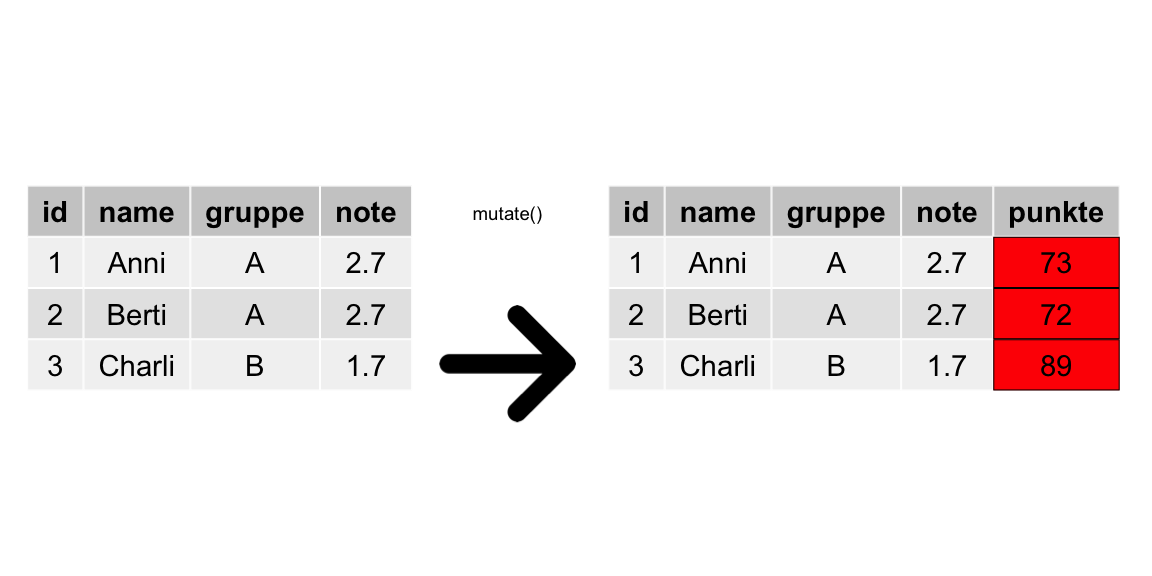 id name gruppe note
1 Anni A 2.7
2 Berti A 2.7
3 Charli B 1.7
mutate()
id name gruppe note punkte
1 Anni A 2.7 73
2 Berti A 2.7 72
3 Charli B 1.7 89